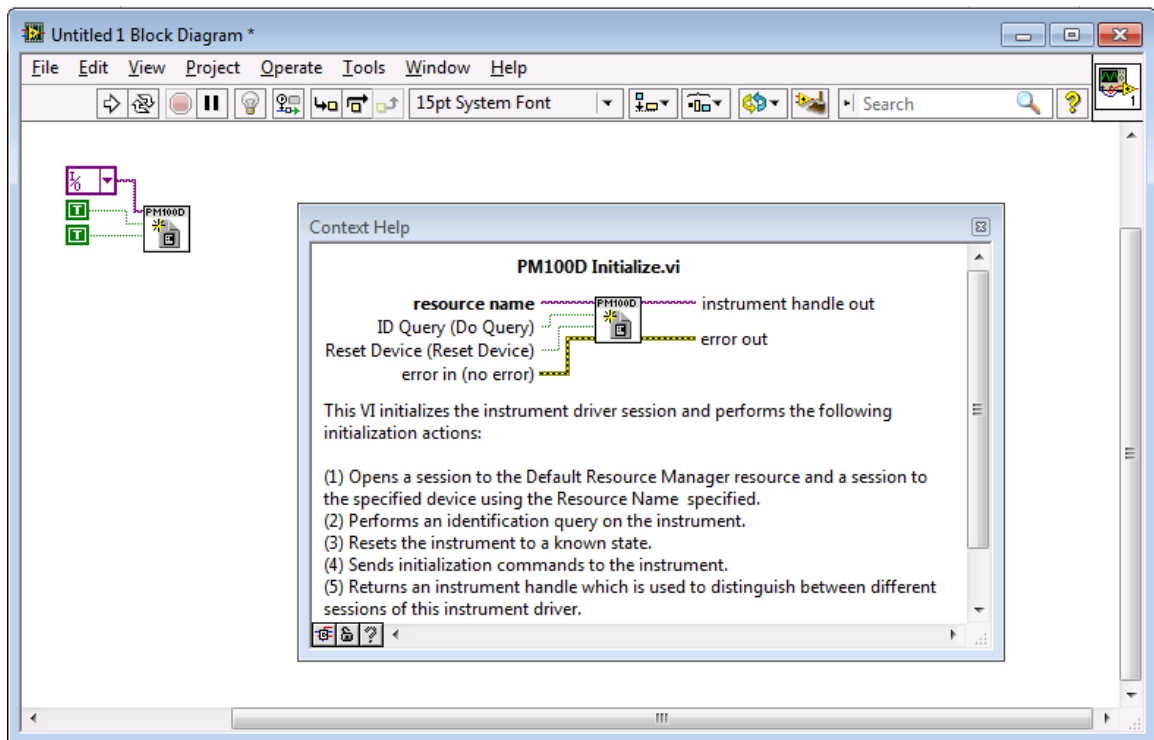 Untitled 1 Block Diagram *
File Edit View Project Operate Tools Window Help
15pt System Font Search
1
I/O
T
T
PM100D
Context Help
PM100D Initialize.vi
resource name
ID Query (Do Query)
Reset Device (Reset Device)
error in (no error)
PM100D
instrument handle out
error out
This VI initializes the instrument driver session and performs the following
initialization actions:
(1) Opens a session to the Default Resource Manager resource and a session to
the specified device using the Resource Name  specified.
(2) Performs an identification query on the instrument.
(3) Resets the instrument to a known state.
(4) Sends initialization commands to the instrument.
(5) Returns an instrument handle which is used to distinguish between different
sessions of this instrument driver.